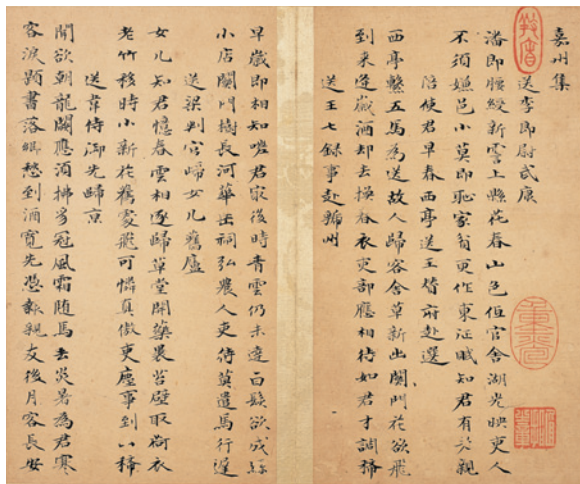 嘉州集
送李郎尉武康
潘郎腰綬新霅上縣花春山色低官舍湖光映吏人
不須嫌邑小莫即恥家貧更作東征賦知君有老親
陪使君早春西亭送王贊府赴選
西亭繫五馬為送故人歸客舍草新出關門花欲飛
到来逢歲酒却去換春衣吏部應相待如君才調稀
送王七錄事赴虢州
早歲即相知嗟君最後時青雲仍未達白髮欲成絲
小店關門樹長河華岳祠弘農人吏待莫遣馬行遲
送梁判官歸女几舊廬
女几知君憶春雲相逐歸草堂開藥裹苔壁取荷衣
老竹移時小新花舊處飛可憐真傲吏塵事到山稀
送韋侍御先歸京
聞欲朝龍闕應須拂豸冠風霜隨馬去炎暑為君寒
客淚題書落鄉愁到酒寬先憑報親友後月客長安